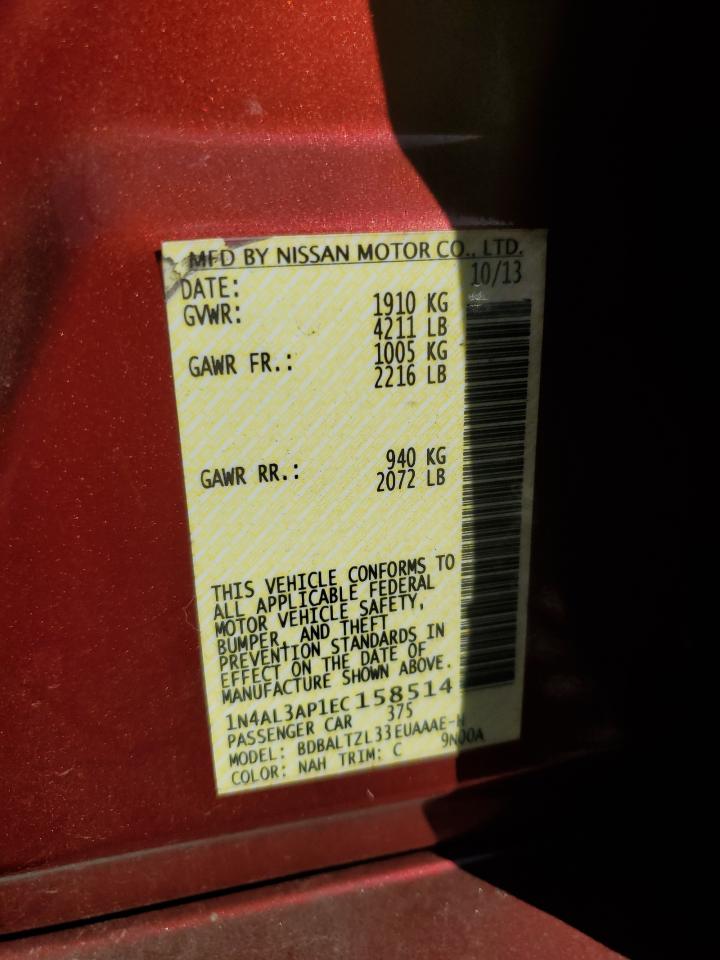 MFD BY NISSAN MOTOR CO., LTD.
DATE: 10/13
GVWR: 1910 KG
4211 LB
GAWR FR.: 1005 KG
2216 LB
GAWR RR.: 940 KG
2072 LB
THIS VEHICLE CONFORMS TO
ALL APPLICABLE FEDERAL
MOTOR VEHICLE SAFETY,
BUMPER, AND THEFT
PREVENTION STANDARDS IN
EFFECT ON THE DATE OF
MANUFACTURE SHOWN ABOVE.
1N4AL3AP1EC158514
PASSENGER CAR 375
MODEL: BDBALTZL33EUAAAE-N
COLOR: NAH TRIM: C 9N00A